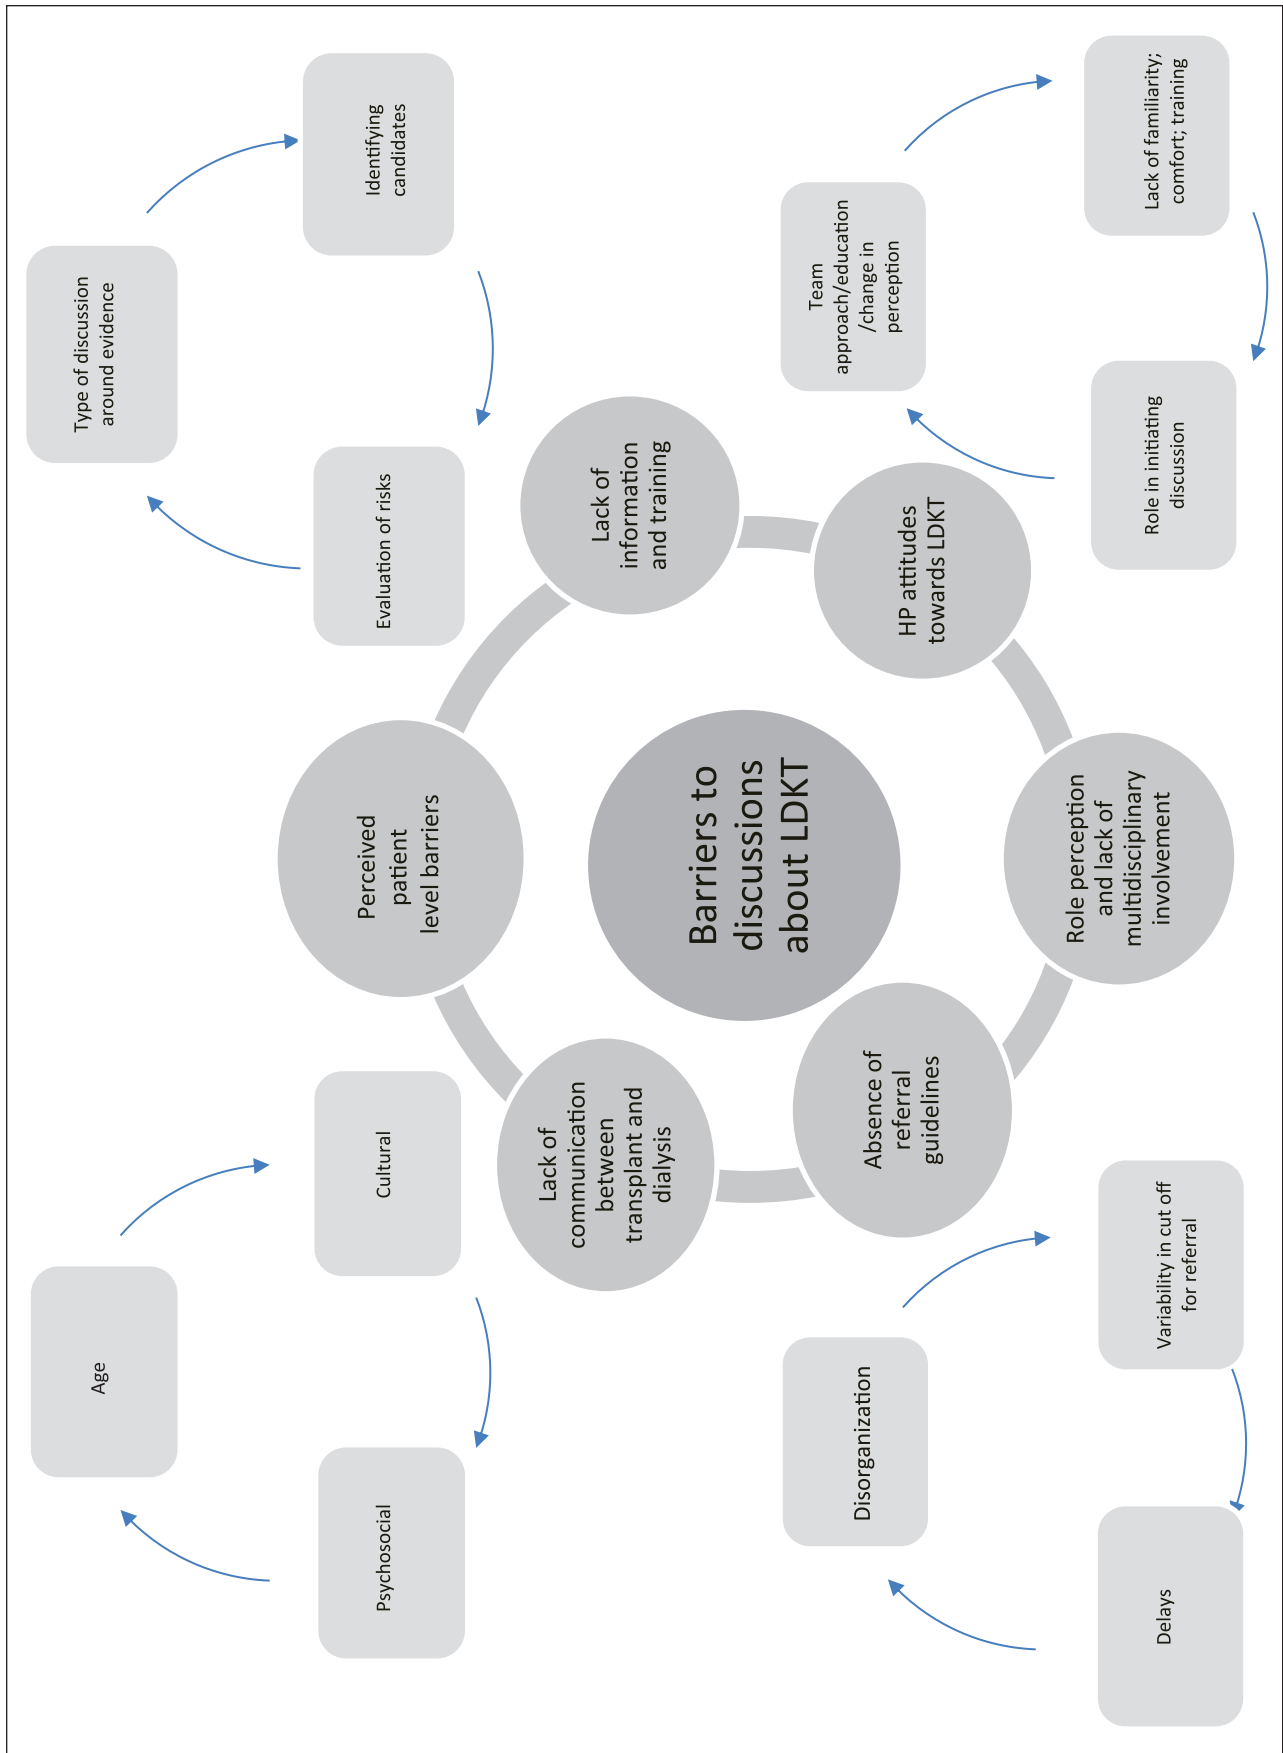 Age
Type of discussion
around evidence
Psychosocial
Cultural
Perceived
patient
level barriers
Evaluation of risks
Identifying
candidates
Lack of
communication
between
transplant and
dialysis
Lack of
information
and training
Barriers to
discussions
about LDKT
Disorganization
Absence of
referral
guidelines
HP attitudes
towards LDKT
Team
approach/education
/change in
perception
Delays
Variability in cut off
for referral
Role perception
and lack of
multidisciplinary
involvement
Role in initiating
discussion
Lack of familiarity;
comfort; training